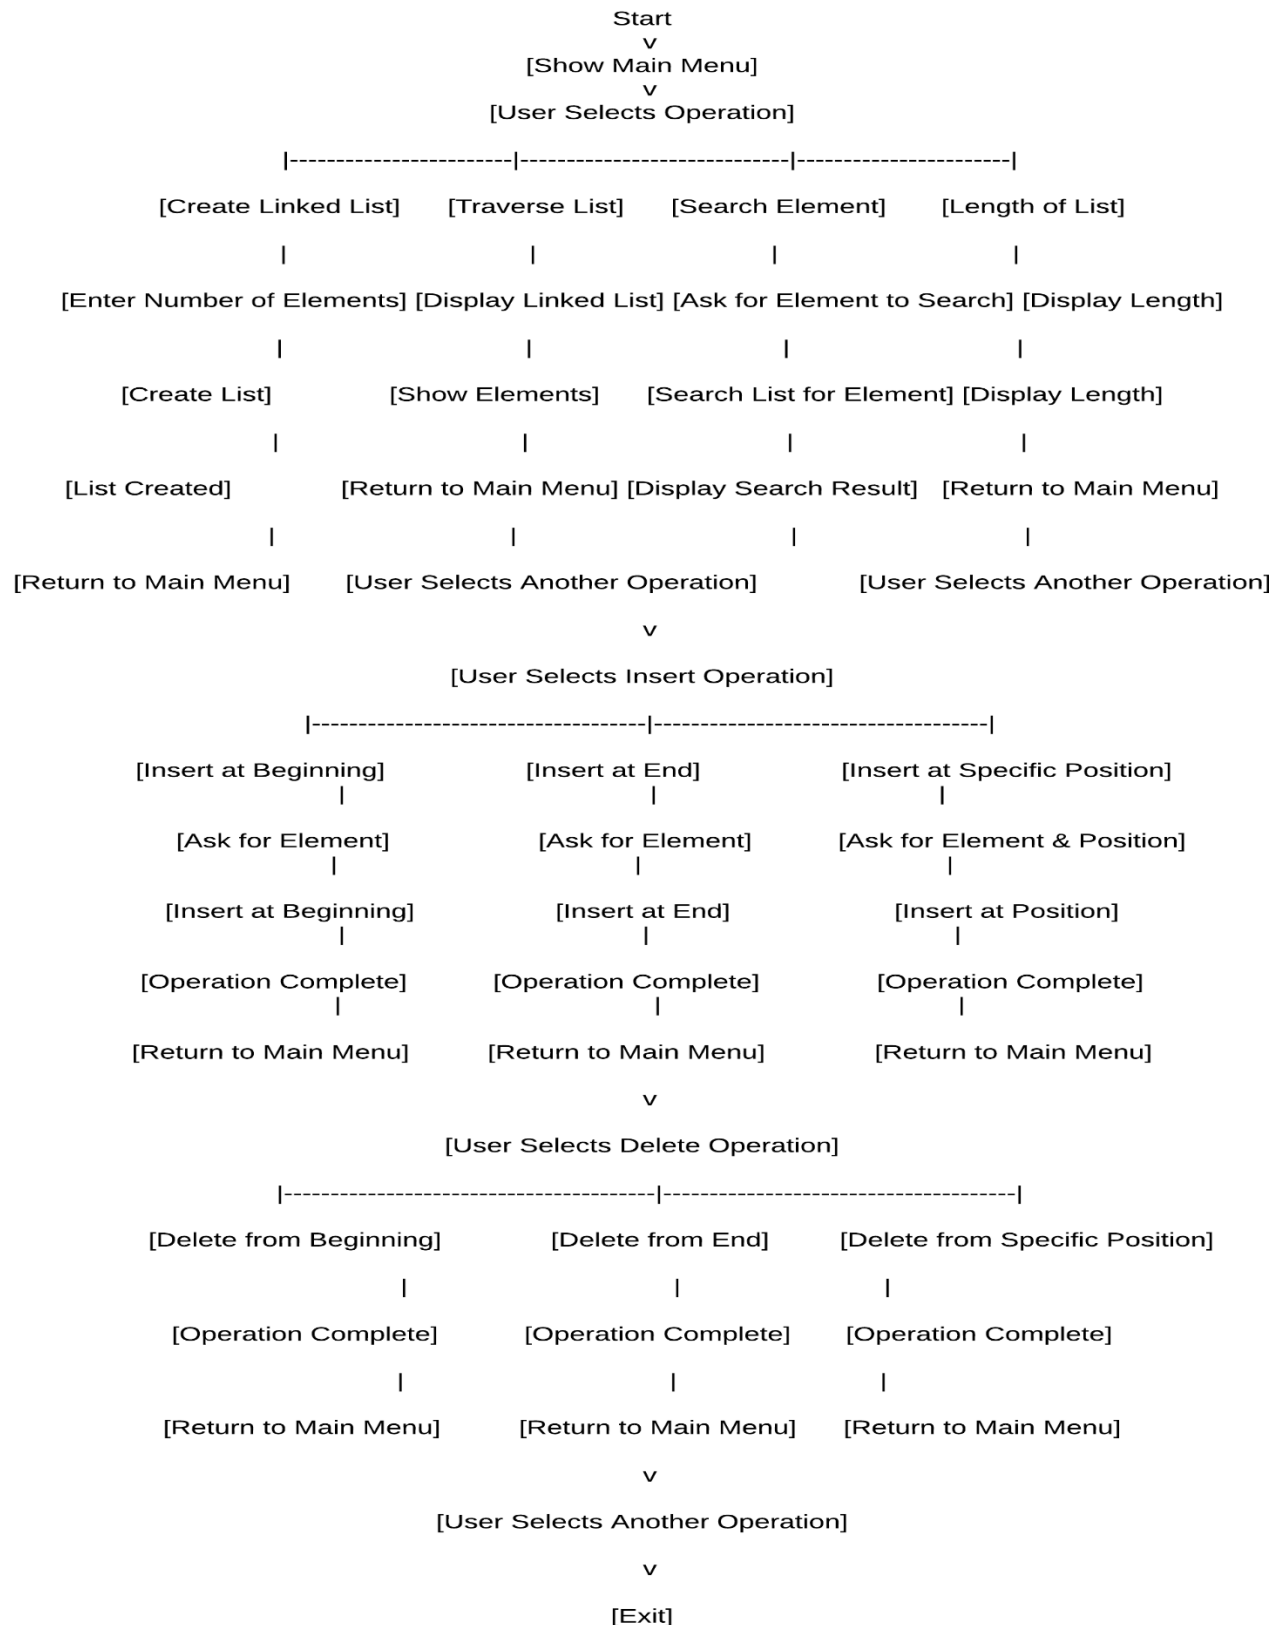 Start
v
[Show Main Menu]
v
[User Selects Operation]
|------------------------|-----------------------------|-----------------------|
[Create Linked List] [Traverse List] [Search Element] [Length of List]
| | | |
[Enter Number of Elements] [Display Linked List] [Ask for Element to Search] [Display Length]
| | | |
[Create List] [Show Elements] [Search List for Element] [Display Length]
| | | |
[List Created] [Return to Main Menu] [Display Search Result] [Return to Main Menu]
| | | |
[Return to Main Menu] [User Selects Another Operation] [User Selects Another Operation]
v
[User Selects Insert Operation]
|------------------------------------|------------------------------------|
[Insert at Beginning] [Insert at End] [Insert at Specific Position]
| | |
[Ask for Element] [Ask for Element] [Ask for Element & Position]
| | |
[Insert at Beginning] [Insert at End] [Insert at Position]
| | |
[Operation Complete] [Operation Complete] [Operation Complete]
| | |
[Return to Main Menu] [Return to Main Menu] [Return to Main Menu]
v
[User Selects Delete Operation]
|----------------------------------------|--------------------------------------|
[Delete from Beginning] [Delete from End] [Delete from Specific Position]
| | |
[Operation Complete] [Operation Complete] [Operation Complete]
| | |
[Return to Main Menu] [Return to Main Menu] [Return to Main Menu]
v
[User Selects Another Operation]
v
[Exit]